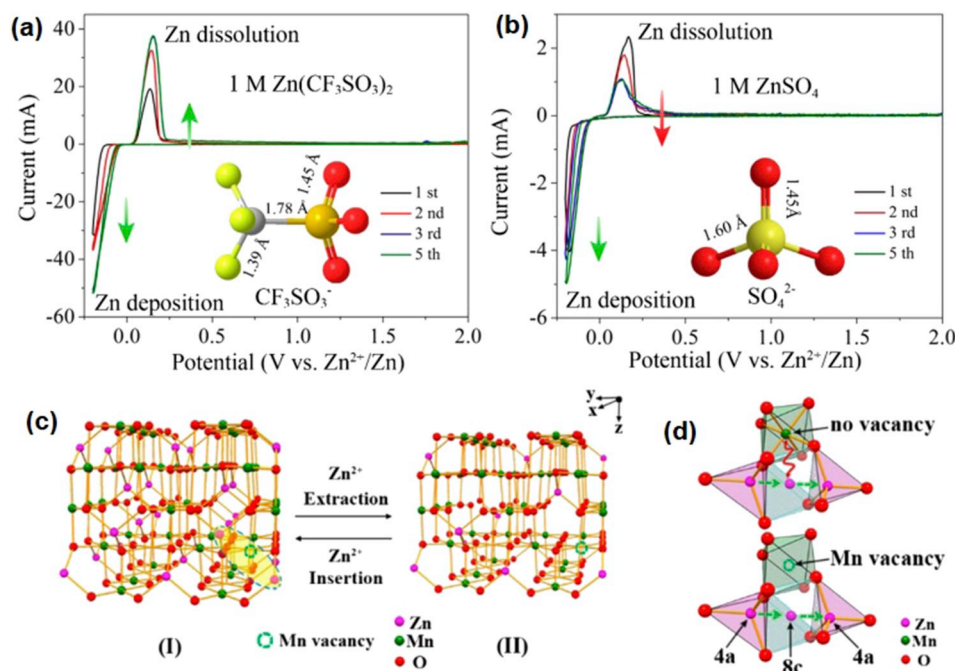 (a)
Zn dissolution
1 M Zn(CF₃SO₃)₂
Current (mA)
40
20
0
-20
-40
-60
1.45 Å
1.78 Å
1.39 Å
1 st
2 nd
3 rd
5 th
Zn deposition
CF₃SO₃⁻
0.0 0.5 1.0 1.5 2.0
Potential (V vs. Zn²⁺/Zn)
(b)
Zn dissolution
1 M ZnSO₄
Current (mA)
2
0
-2
-4
-6
1.45Å
1.60 Å
1 st
2 nd
3 rd
5 th
Zn deposition
SO₄²⁻
0.0 0.5 1.0 1.5 2.0
Potential (V vs. Zn²⁺/Zn)
(c)
y
x
z
Zn²⁺
Extraction
Zn²⁺
Insertion
(I)
Mn vacancy
Zn
Mn
O
(II)
(d)
no vacancy
Mn vacancy
4a
8c
4a
Zn
Mn
O